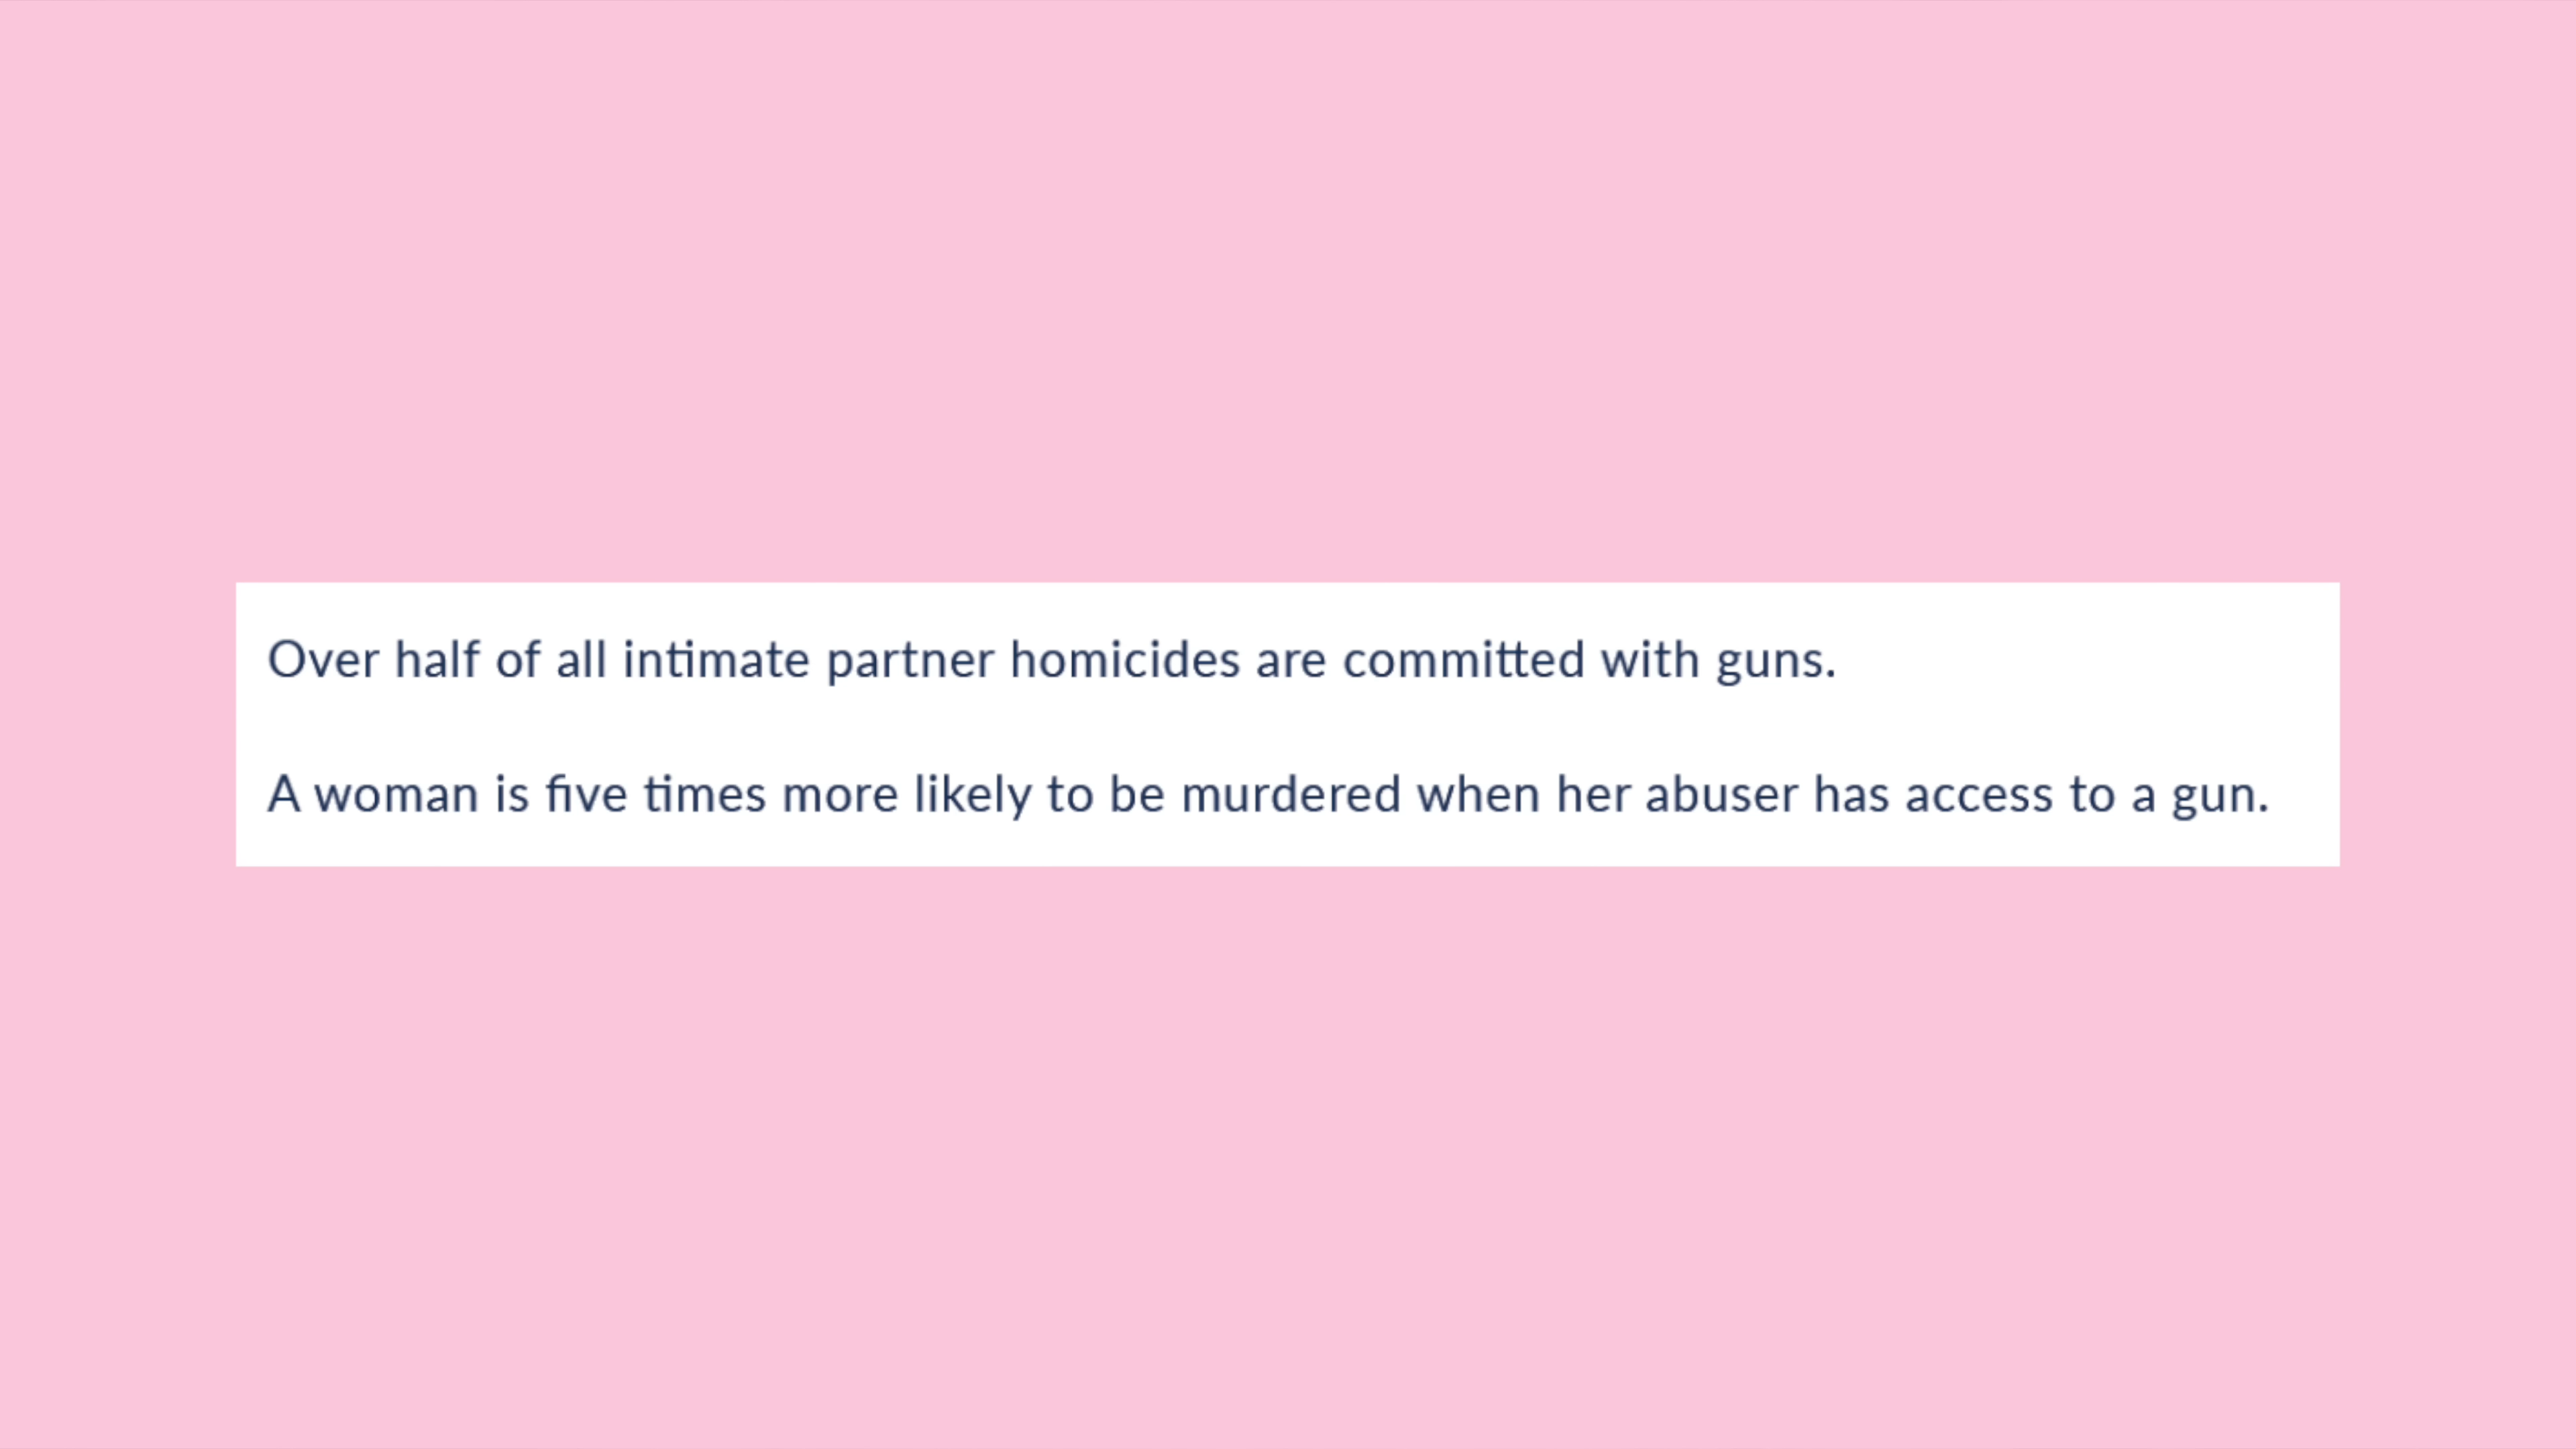 Over half of all intimate partner homicides are committed with guns.
A woman is five times more likely to be murdered when her abuser has access to a gun.